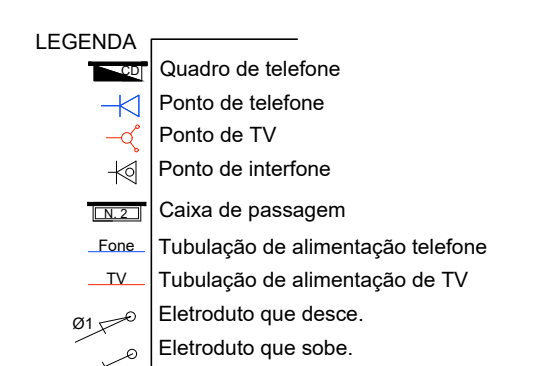 LEGENDA
CD Quadro de telefone
Ponto de telefone
Ponto de TV
Ponto de interfone
N. 2 Caixa de passagem
Fone Tubulação de alimentação telefone
TV Tubulação de alimentação de TV
Ø1 Eletroduto que desce.
Eletroduto que sobe.